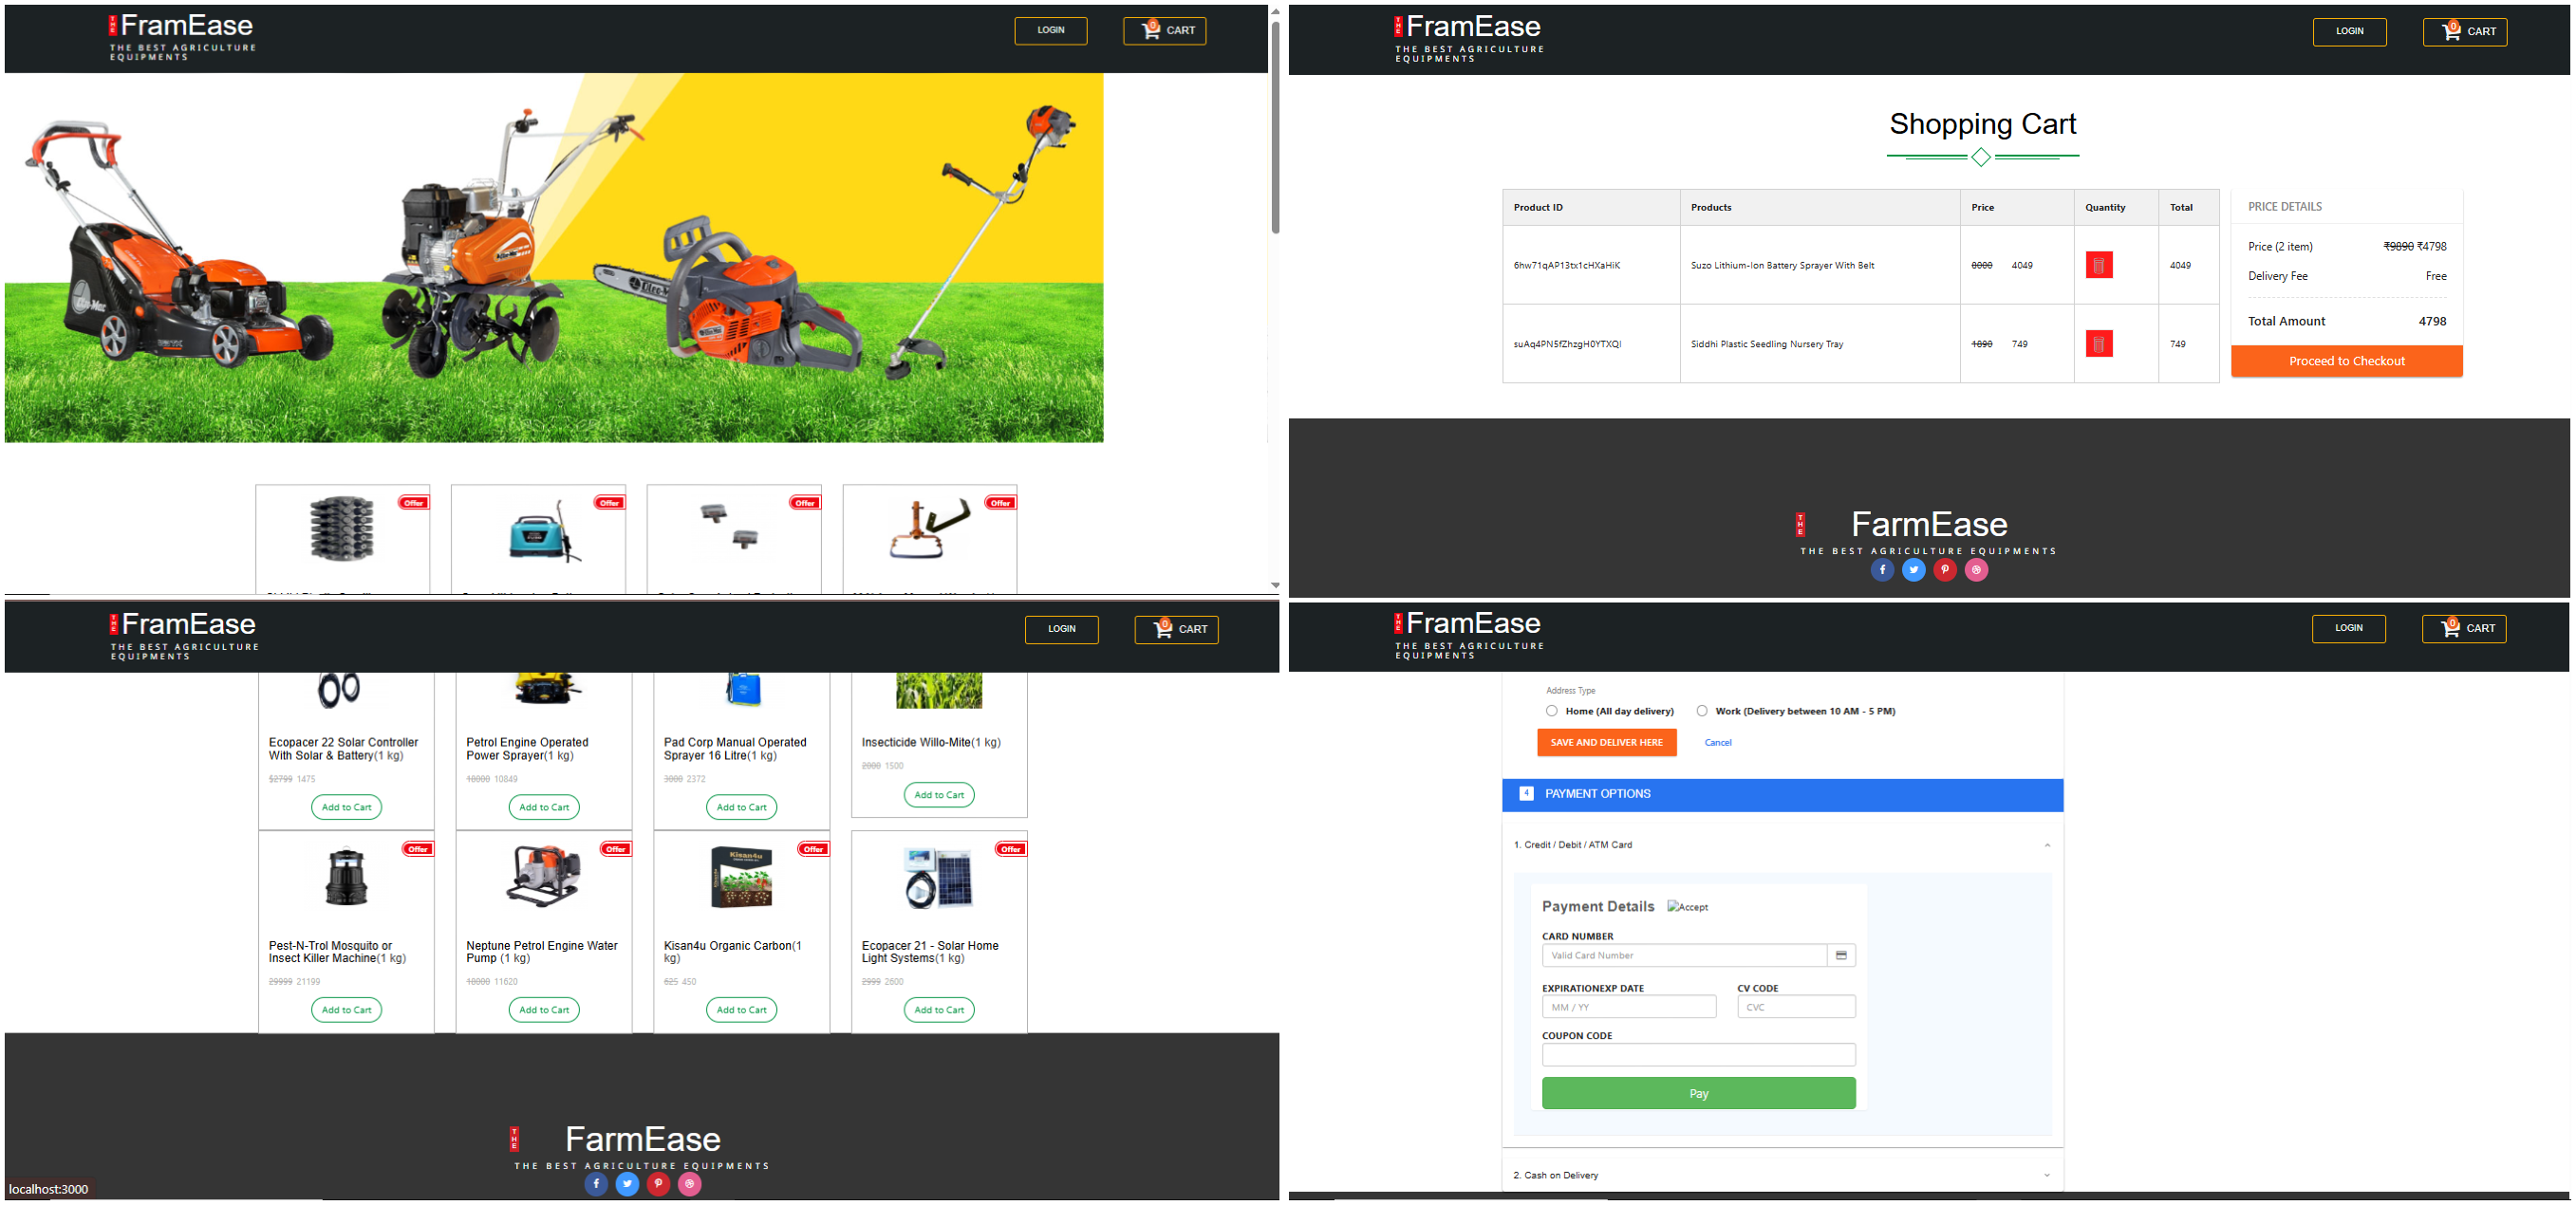 THE
FramEase
THE BEST AGRICULTURE
EQUIPMENTS
LOGIN
0
CART
Offer
Offer
Offer
Offer
THE
FramEase
THE BEST AGRICULTURE
EQUIPMENTS
LOGIN
0
CART
Shopping Cart
Product ID Products Price Quantity Total
6hw71qAP13tx1cHXaHiK Suzo Lithium-Ion Battery Sprayer With Belt 8000 4049 4049
suAq4PN5fZhzgH0YTXQl Siddhi Plastic Seedling Nursery Tray 1890 749 749
PRICE DETAILS
Price (2 item) ₹9890 ₹4798
Delivery Fee Free
Total Amount 4798
Proceed to Checkout
THE
FarmEase
THE BEST AGRICULTURE EQUIPMENTS
THE
FramEase
THE BEST AGRICULTURE
EQUIPMENTS
LOGIN
0
CART
Ecopacer 22 Solar Controller
With Solar & Battery(1 kg)
$2799 1475
Add to Cart
Petrol Engine Operated
Power Sprayer(1 kg)
18000 10849
Add to Cart
Pad Corp Manual Operated
Sprayer 16 Litre(1 kg)
3000 2372
Add to Cart
Insecticide Willo-Mite(1 kg)
2000 1500
Add to Cart
Offer
Pest-N-Trol Mosquito or
Insect Killer Machine(1 kg)
29999 21199
Add to Cart
Offer
Neptune Petrol Engine Water
Pump (1 kg)
18000 11620
Add to Cart
Offer
Kisan4u
Kisan4u Organic Carbon(1
kg)
625 450
Add to Cart
Offer
Ecopacer 21 - Solar Home
Light Systems(1 kg)
2999 2600
Add to Cart
THE
FarmEase
THE BEST AGRICULTURE EQUIPMENTS
localhost:3000
THE
FramEase
THE BEST AGRICULTURE
EQUIPMENTS
LOGIN
0
CART
Address Type
Home (All day delivery) Work (Delivery between 10 AM - 5 PM)
SAVE AND DELIVER HERE Cancel
4 PAYMENT OPTIONS
1. Credit / Debit / ATM Card
Payment Details Accept
CARD NUMBER
Valid Card Number
EXPIRATIONEXP DATE CV CODE
MM / YY CVC
COUPON CODE
Pay
2. Cash on Delivery